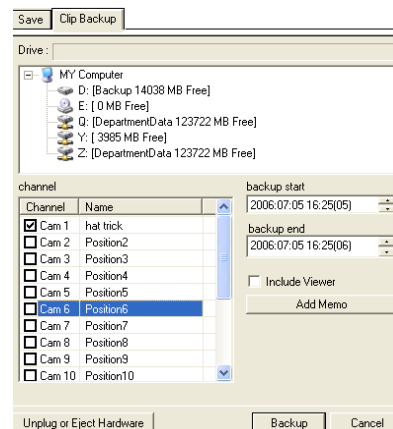 Save Clip Backup
Drive :
MY Computer
D: [Backup 14038 MB Free]
E: [ 0 MB Free]
Q: [DepartmentData 123722 MB Free]
Y: [ 3985 MB Free]
Z: [DepartmentData 123722 MB Free]
channel
Channel Name
Cam 1 hat trick
Cam 2 Position2
Cam 3 Position3
Cam 4 Position4
Cam 5 Position5
Cam 6 Position6
Cam 7 Position7
Cam 8 Position8
Cam 9 Position9
Cam 10 Position10
backup start
2006:07:05 16:25(05)
backup end
2006:07:05 16:25(06)
Include Viewer
Add Memo
Unplug or Eject Hardware Backup Cancel